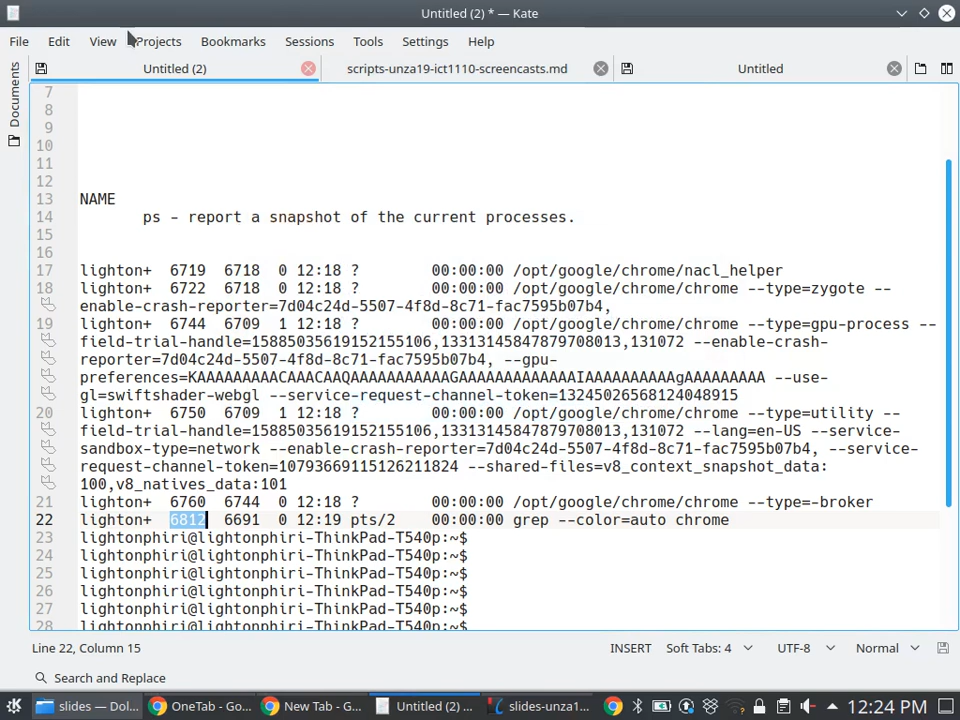 Untitled (2) * — Kate
File Edit View Projects Bookmarks Sessions Tools Settings Help
Untitled (2) scripts-unza19-ict1110-screencasts.md Untitled
Documents
7
8
9
10
11
12
13 NAME
14 ps - report a snapshot of the current processes.
15
16
17 lighton+ 6719 6718 0 12:18 ? 00:00:00 /opt/google/chrome/nacl_helper
18 lighton+ 6722 6718 0 12:18 ? 00:00:00 /opt/google/chrome/chrome --type=zygote --
enable-crash-reporter=7d04c24d-5507-4f8d-8c71-fac7595b07b4,
19 lighton+ 6744 6709 1 12:18 ? 00:00:00 /opt/google/chrome/chrome --type=gpu-process --
field-trial-handle=15885035919152155106,13313145847879708013,131072 --enable-crash-
reporter=7d04c24d-5507-4f8d-8c71-fac7595b07b4, --gpu-
preferences=KAAAAAAAAACAAACAAQAAAAAAAAAAAGAAAAAAAAAAAAAIAAAAAAAAAAgAAAAAAAAA --use-
gl=swiftshader-webgl --service-request-channel-token=13245026568124048915
20 lighton+ 6750 6709 1 12:18 ? 00:00:00 /opt/google/chrome/chrome --type=utility --
field-trial-handle=15885035919152155106,13313145847879708013,131072 --lang=en-US --service-
sandbox-type=network --enable-crash-reporter=7d04c24d-5507-4f8d-8c71-fac7595b07b4, --service-
request-channel-token=10793669115126211824 --shared-files=v8_context_snapshot_data:
100,v8_natives_data:101
21 lighton+ 6760 6744 0 12:18 ? 00:00:00 /opt/google/chrome/chrome --type=-broker
22 lighton+ 6812 6691 0 12:19 pts/2 00:00:00 grep --color=auto chrome
23 lightonphiri@lightonphiri-ThinkPad-T540p:~$
24 lightonphiri@lightonphiri-ThinkPad-T540p:~$
25 lightonphiri@lightonphiri-ThinkPad-T540p:~$
26 lightonphiri@lightonphiri-ThinkPad-T540p:~$
27 lightonphiri@lightonphiri-ThinkPad-T540p:~$
28 lightonphiri@lightonphiri-ThinkPad-T540p:~$
Line 22, Column 15 INSERT Soft Tabs: 4 UTF-8 Normal
Search and Replace
slides — Dol... OneTab - Go... New Tab - G... Untitled (2) ... slides-unza1... 12:24 PM